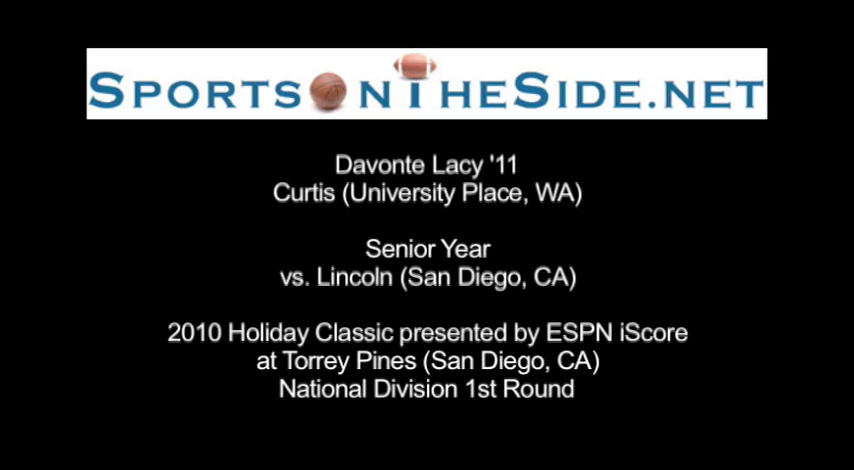 SPORTSONTHESIDE.NET
Davonte Lacy '11
Curtis (University Place, WA)
Senior Year
vs. Lincoln (San Diego, CA)
2010 Holiday Classic presented by ESPN iScore
at Torrey Pines (San Diego, CA)
National Division 1st Round